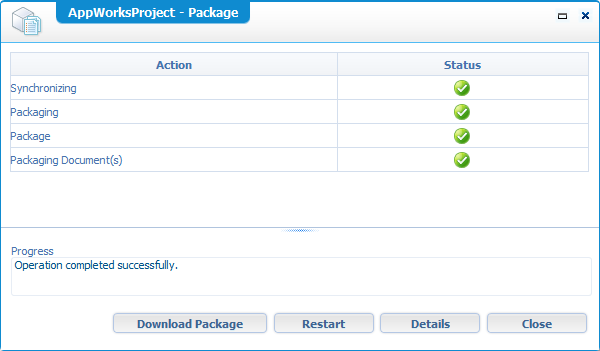 AppWorksProject - Package
Action Status
Synchronizing
Packaging
Package
Packaging Document(s)
Progress
Operation completed successfully.
Download Package Restart Details Close